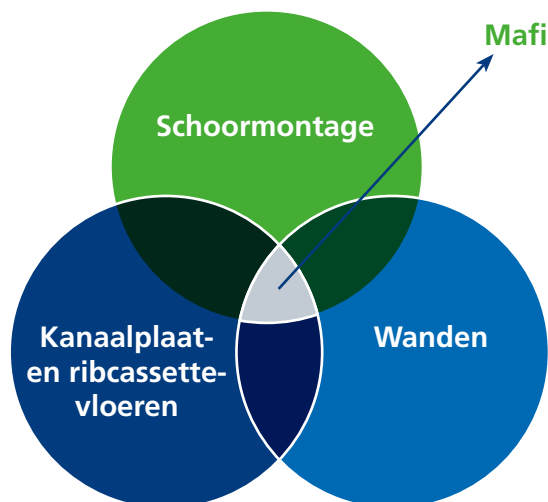 Mafi
Schoormontage
Kanaalplaat-
en ribcassette-
vloeren
Wanden